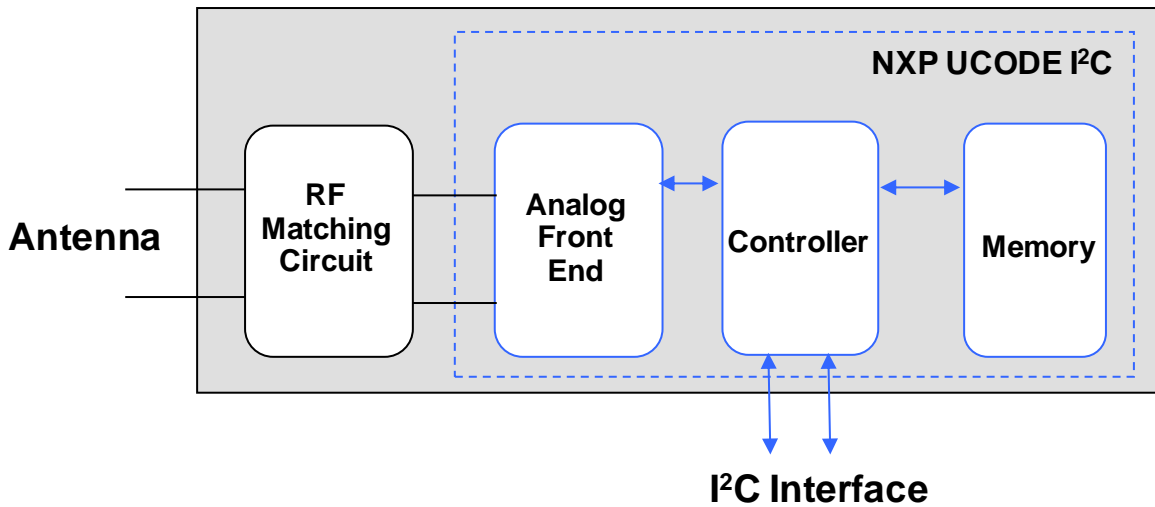 NXP UCODE I²C
Antenna
RF
Matching
Circuit
Analog
Front
End
Controller
Memory
I²C Interface